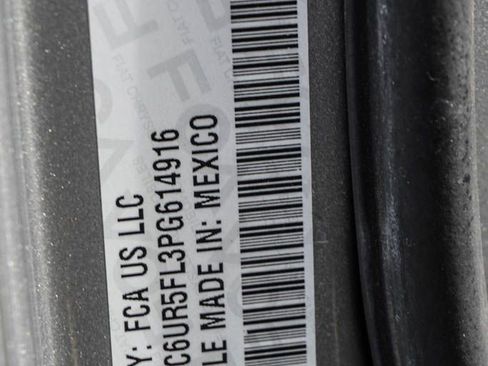 Y: FCA US LLC
C6UR5FL3PG614916
LE MADE IN: MEXICO